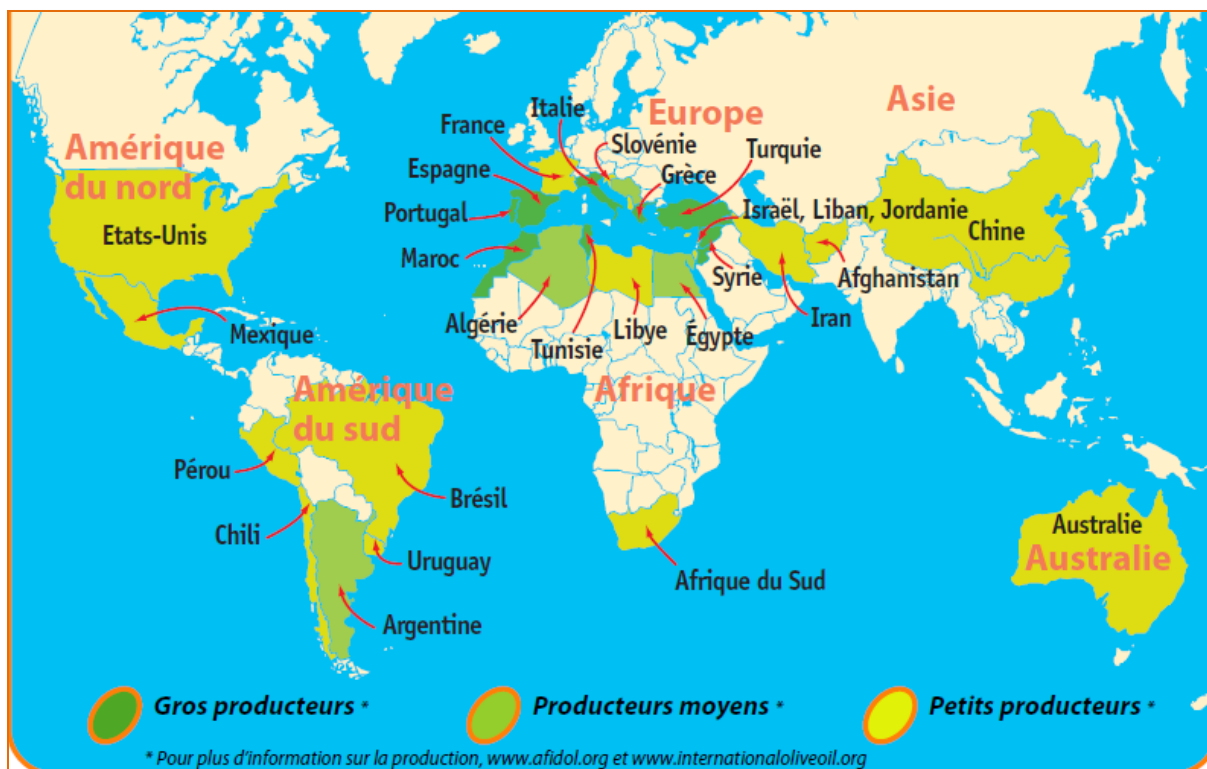 Amérique
du nord
Etats-Unis
Mexique
Amérique
du sud
Pérou
Brésil
Chili
Uruguay
Argentine
Europe
Italie
France
Slovénie
Espagne
Grèce
Turquie
Portugal
Maroc
Israël, Liban, Jordanie
Syrie
Algérie
Tunisie
Libye
Égypte
Iran
Afghanistan
Asie
Chine
Afrique
Afrique du Sud
Australie
Australie
Gros producteurs *
Producteurs moyens *
Petits producteurs *
* Pour plus d'information sur la production, www.afidol.org et www.internationaloliveoil.org